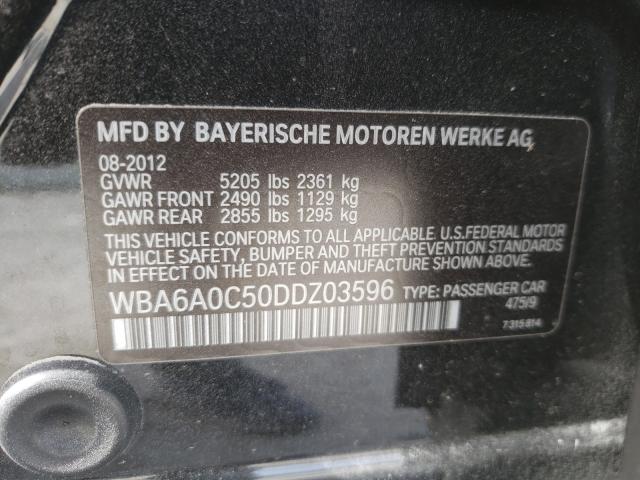 MFD BY BAYERISCHE MOTOREN WERKE AG
08-2012
GVWR 5205 lbs 2361 kg
GAWR FRONT 2490 lbs 1129 kg
GAWR REAR 2855 lbs 1295 kg
THIS VEHICLE CONFORMS TO ALL APPLICABLE U.S.FEDERAL MOTOR
VEHICLE SAFETY, BUMPER AND THEFT PREVENTION STANDARDS
IN EFFECT ON THE DATE OF MANUFACTURE SHOWN ABOVE.
WBA6A0C50DDZ03596 TYPE: PASSENGER CAR
475/9
7315814